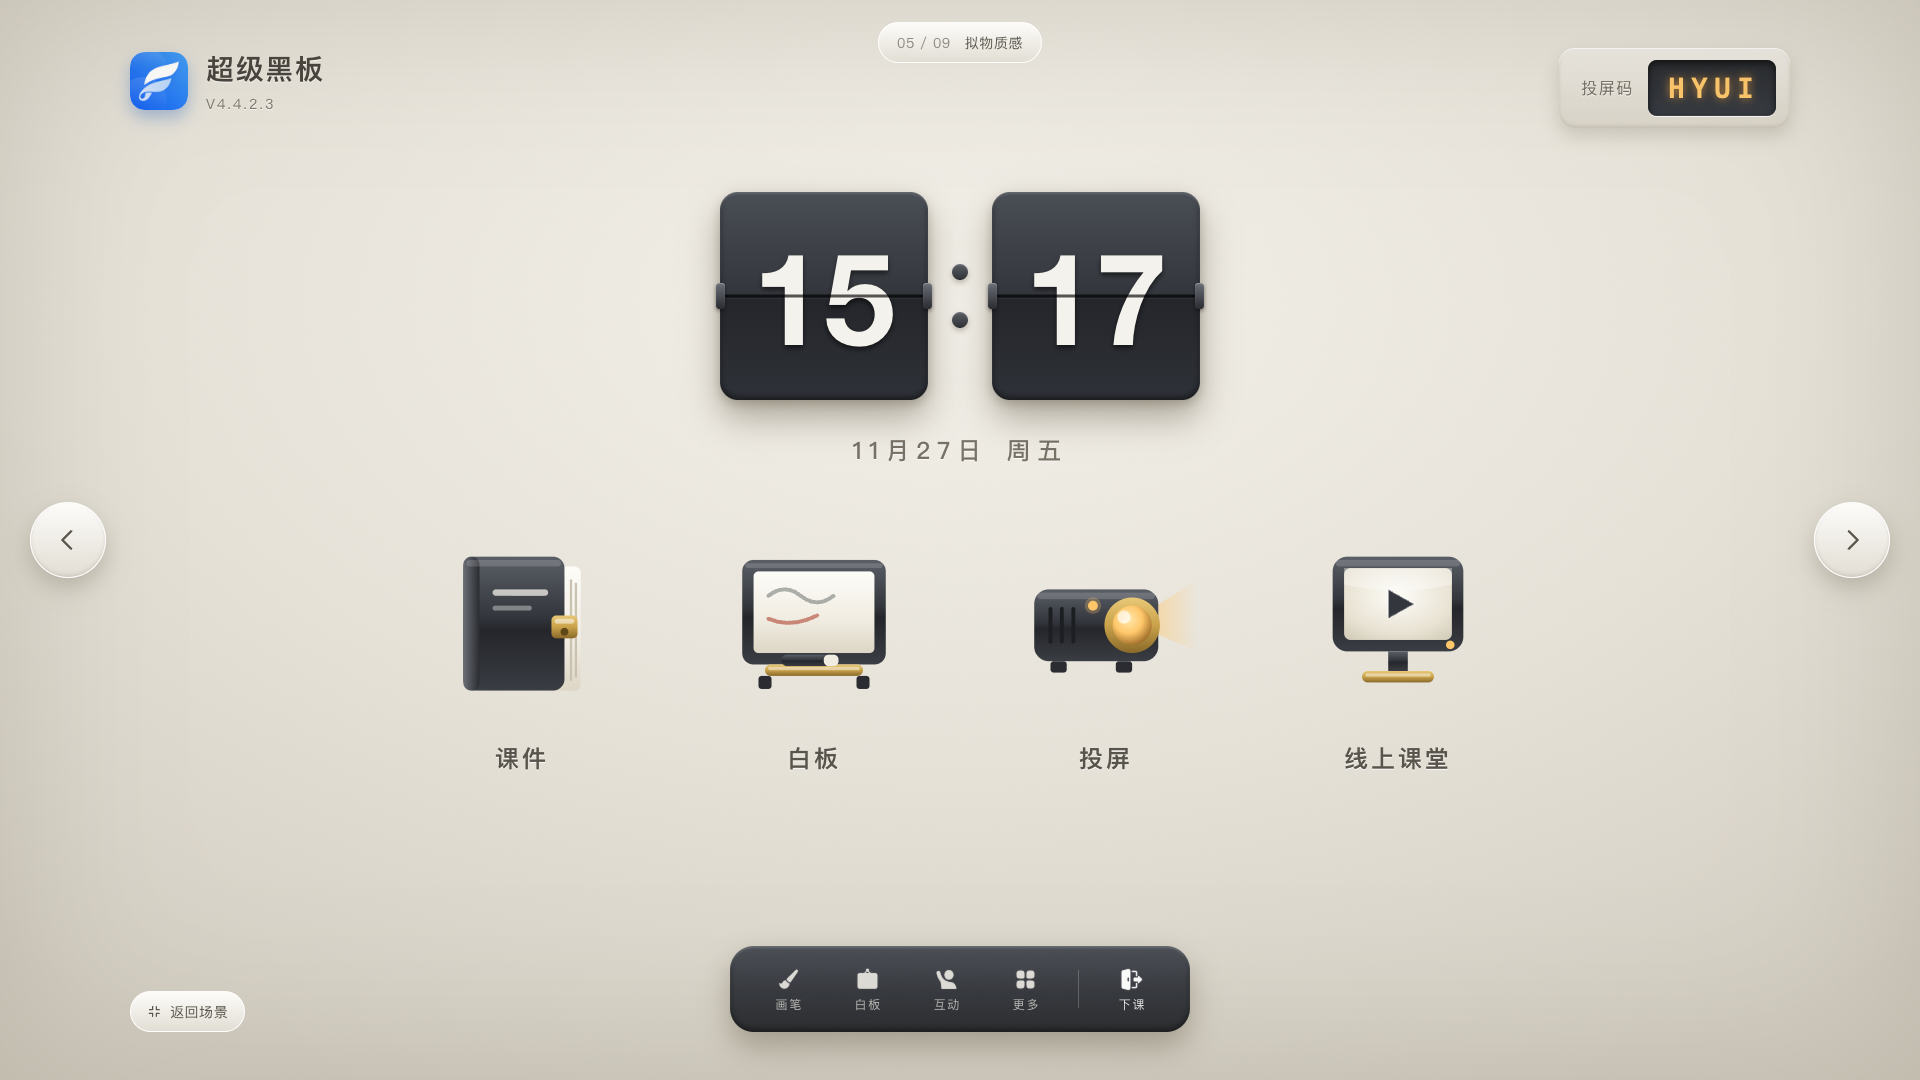 05 / 09 拟物质感
超级黑板
V4.4.2.3
投屏码 HYUI
15:17
11月27日 周五
课件 白板 投屏 线上课堂
返回场景
画笔 白板 互动 更多 下课